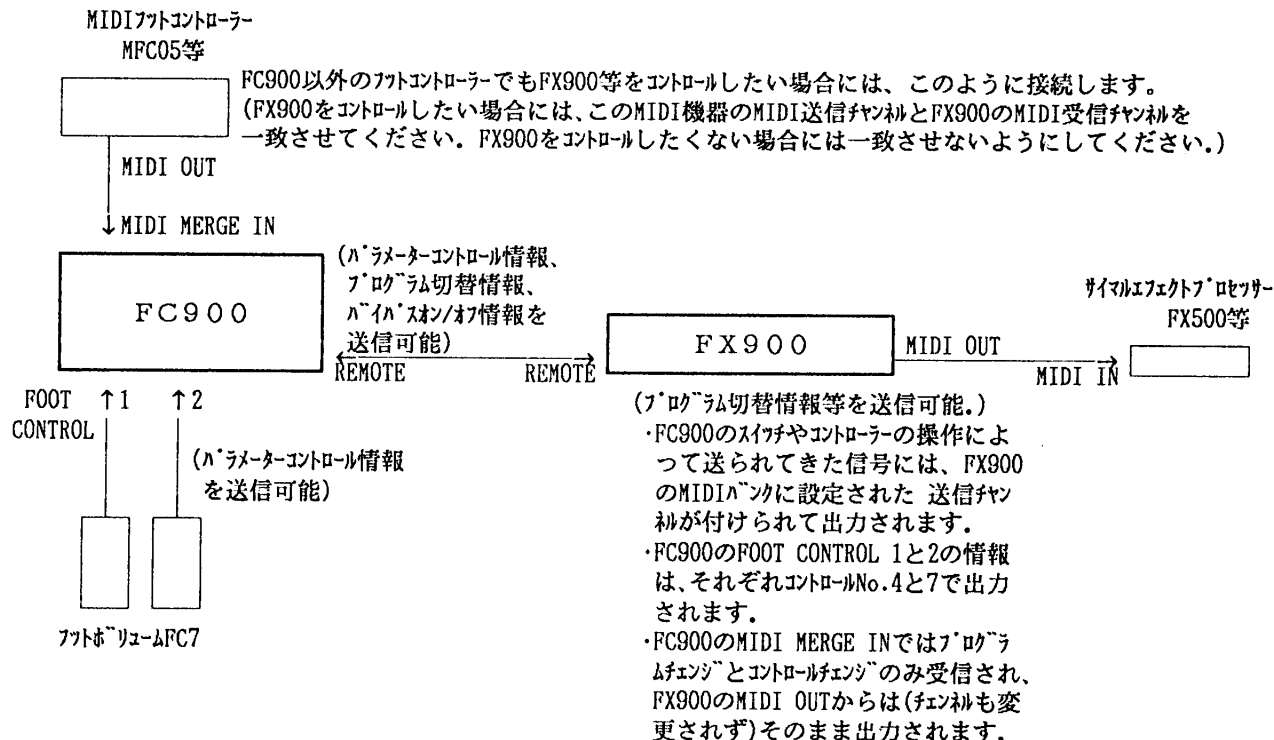 MIDIﾌｯﾄｺﾝﾄﾛｰﾗｰ
MFC05等
FC900以外のﾌｯﾄｺﾝﾄﾛｰﾗｰでもFX900等をｺﾝﾄﾛｰﾙしたい場合には、このように接続します。
(FX900をｺﾝﾄﾛｰﾙしたい場合には、このMIDI機器のMIDI送信ﾁｬﾝﾈﾙとFX900のMIDI受信ﾁｬﾝﾈﾙを
一致させてください．FX900をｺﾝﾄﾛｰﾙしたくない場合には一致させないようにしてください．)
MIDI OUT
↓MIDI MERGE IN
FC900
(ﾊﾟﾗﾒｰﾀｰｺﾝﾄﾛｰﾙ情報、
ﾌﾟﾛｸﾞﾗﾑ切替情報、
ﾊﾞｲﾊﾟｽｵﾝ/ｵﾌ情報を
送信可能)
REMOTE
REMOTE
FX900
MIDI OUT
MIDI IN
ｻｲﾏﾙｴﾌｪｸﾄﾌﾟﾛｾｯｻｰ
FX500等
FOOT
CONTROL
↑1
↑2
(ﾊﾟﾗﾒｰﾀｰｺﾝﾄﾛｰﾙ情報
を送信可能)
ﾌｯﾄﾎﾞﾘｭｰﾑFC7
(ﾌﾟﾛｸﾞﾗﾑ切替情報等を送信可能．)
・FC900のｽｲｯﾁやｺﾝﾄﾛｰﾗｰの操作によ
って送られてきた信号には、FX900
のMIDIﾊﾞﾝｸに設定された 送信ﾁｬﾝ
ﾈﾙが付けられて出力されます．
・FC900のFOOT CONTROL 1と2の情報
は、それぞれｺﾝﾄﾛｰﾙNo.4と7で出力
されます．
・FC900のMIDI MERGE INではﾌﾟﾛｸﾞﾗ
ﾑﾁｪﾝｼﾞとｺﾝﾄﾛｰﾙﾁｪﾝｼﾞのみ受信され、
FX900のMIDI OUTからは(ﾁｪﾝﾈﾙも変
更されず)そのまま出力されます．